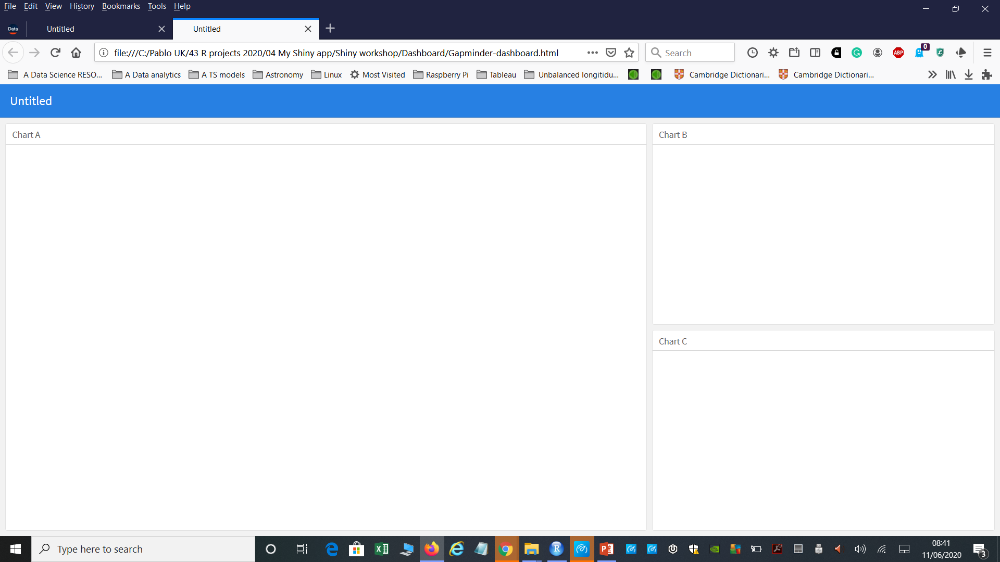 File Edit View History Bookmarks Tools Help
Data Untitled Untitled
file:///C:/Pablo UK/43 R projects 2020/04 My Shiny app/Shiny workshop/Dashboard/Gapminder-dashboard.html Search ABP 0
A Data Science RESO... A Data analytics A TS models Astronomy Linux Most Visited Raspberry Pi Tableau Unbalanced longitidu... Cambridge Dictionari... Cambridge Dictionari...
Untitled
Chart A
Chart B
Chart C
Type here to search
08:41
11/06/2020
3